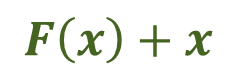 F(x) + x